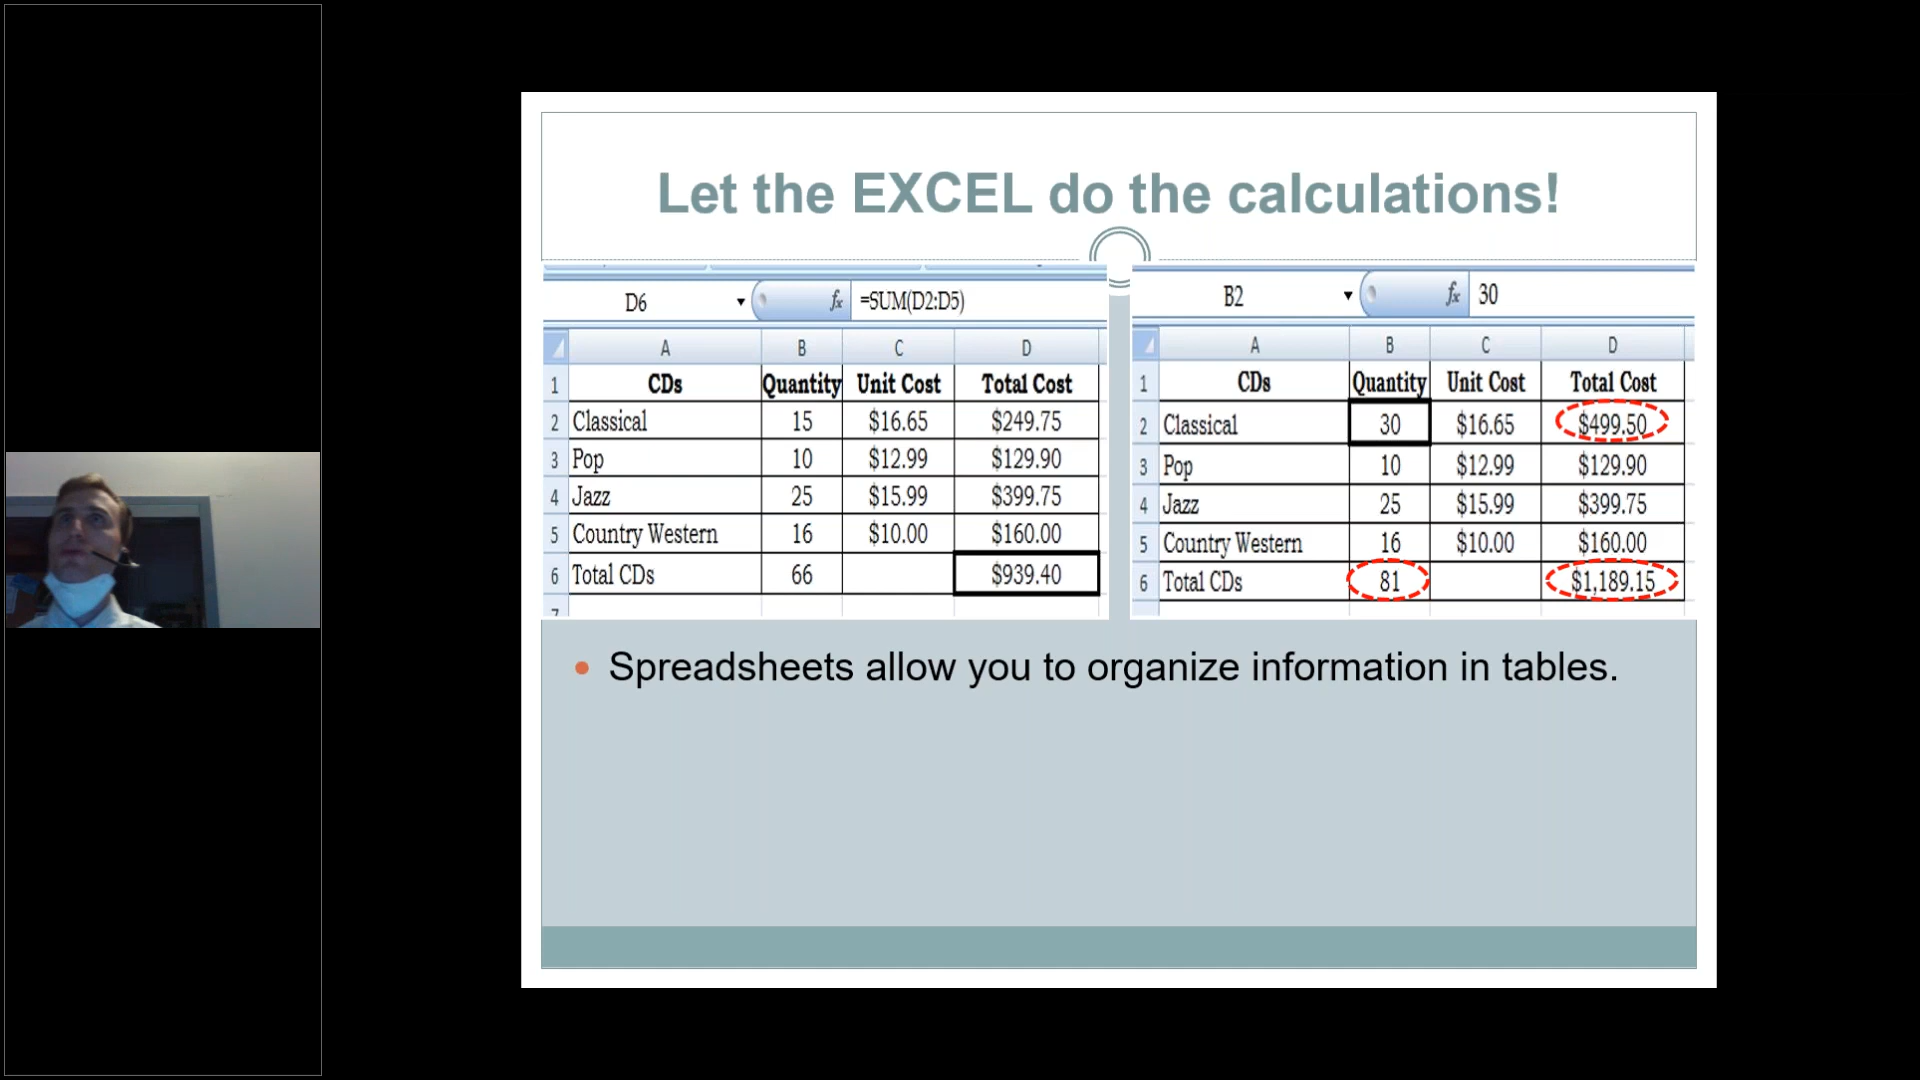 Let the EXCEL do the calculations!
D6 fx =SUM(D2:D5)
A B C D
1 CDs Quantity Unit Cost Total Cost
2 Classical 15 $16.65 $249.75
3 Pop 10 $12.99 $129.90
4 Jazz 25 $15.99 $399.75
5 Country Western 16 $10.00 $160.00
6 Total CDs 66 $939.40
7
B2 fx 30
A B C D
1 CDs Quantity Unit Cost Total Cost
2 Classical 30 $16.65 $499.50
3 Pop 10 $12.99 $129.90
4 Jazz 25 $15.99 $399.75
5 Country Western 16 $10.00 $160.00
6 Total CDs 81 $1,189.15
• Spreadsheets allow you to organize information in tables.